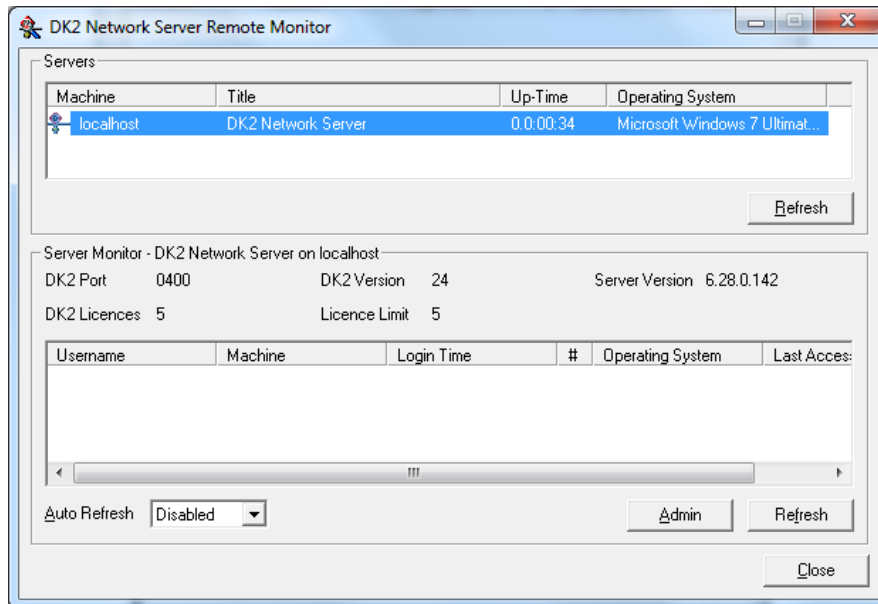 DK2 Network Server Remote Monitor
Servers
Machine Title Up-Time Operating System
localhost DK2 Network Server 0.0:00:34 Microsoft Windows 7 Ultimat...
Refresh
Server Monitor - DK2 Network Server on localhost
DK2 Port 0400 DK2 Version 24 Server Version 6.28.0.142
DK2 Licences 5 Licence Limit 5
Username Machine Login Time # Operating System Last Acces
Auto Refresh Disabled Admin Refresh
Close